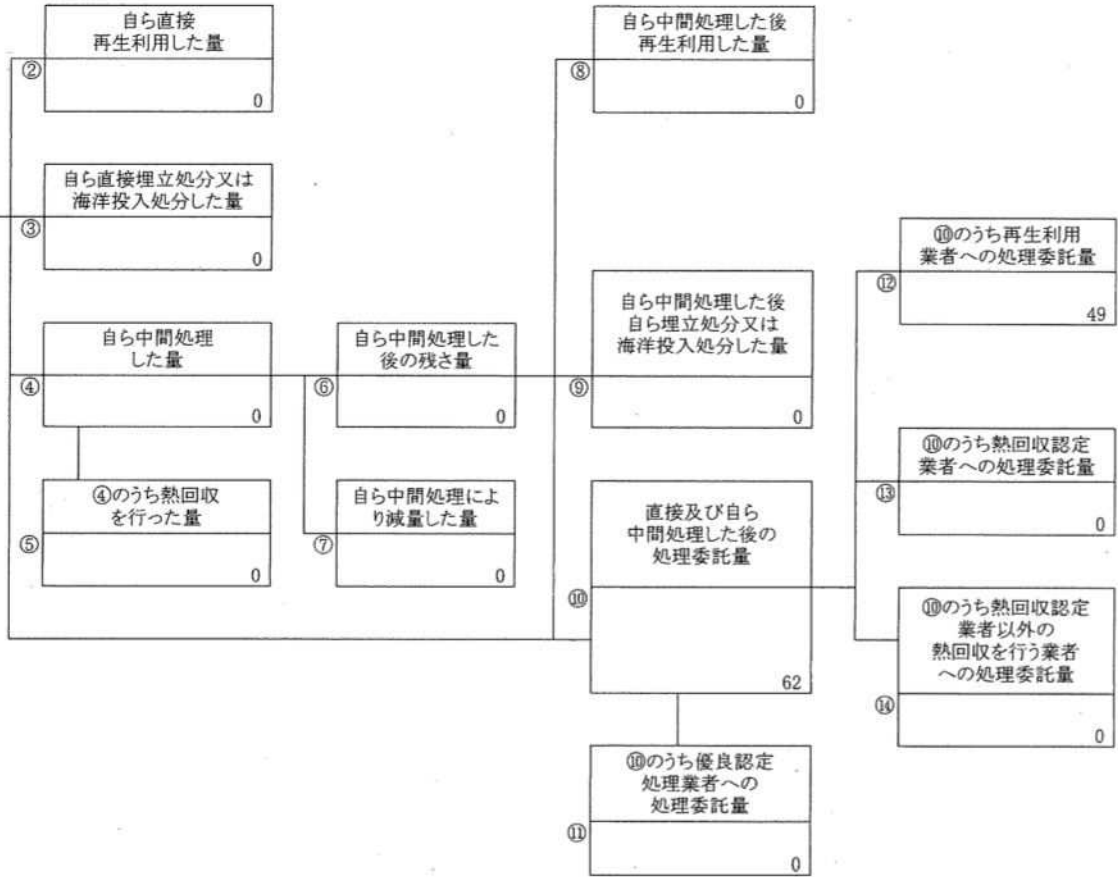 自ら直接
再生利用した量
②
0
自ら中間処理した後
再生利用した量
⑧
0
自ら直接埋立処分又は
海洋投入処分した量
③
0
⑩のうち再生利用
業者への処理委託量
⑫
49
自ら中間処理
した量
④
0
自ら中間処理した
後の残さ量
⑥
0
自ら中間処理した後
自ら埋立処分又は
海洋投入処分した量
⑨
0
⑩のうち熱回収認定
業者への処理委託量
⑬
0
④のうち熱回収
を行った量
⑤
0
自ら中間処理によ
り減量した量
⑦
0
直接及び自ら
中間処理した後の
処理委託量
⑩
62
⑩のうち熱回収認定
業者以外の
熱回収を行う業者
への処理委託量
⑭
0
⑩のうち優良認定
処理業者への
処理委託量
⑪
0